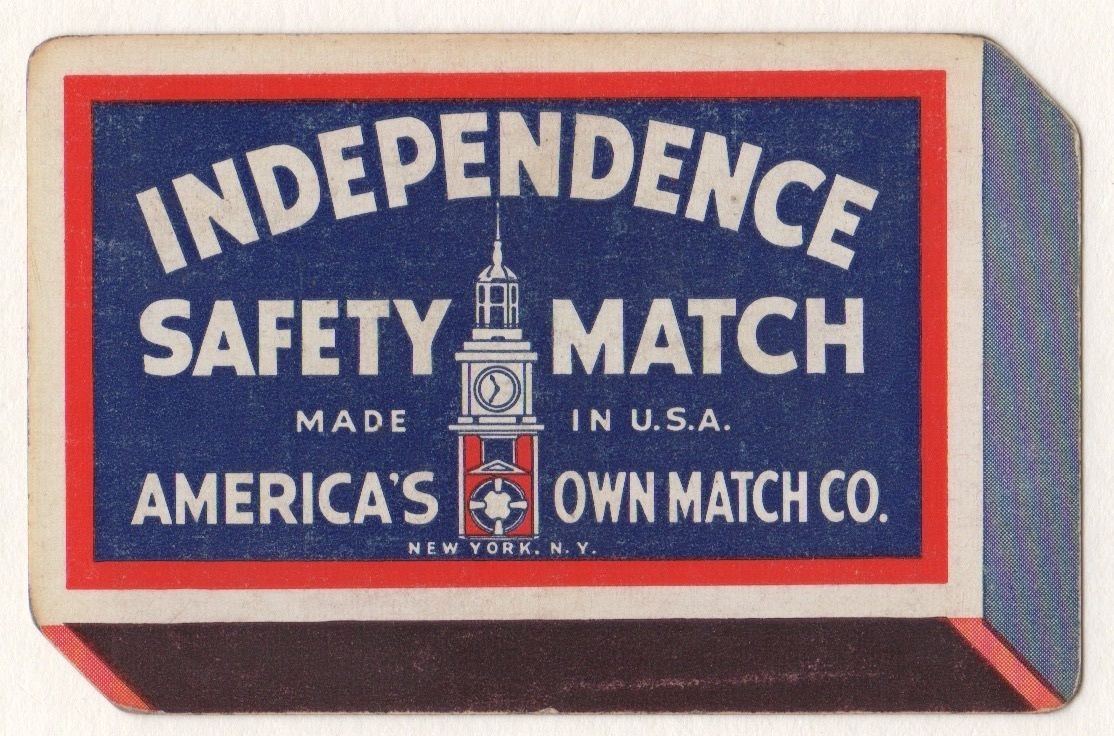 INDEPENDENCE
SAFETY MATCH
MADE IN U.S.A.
AMERICA'S OWN MATCH CO.
NEW YORK, N.Y.